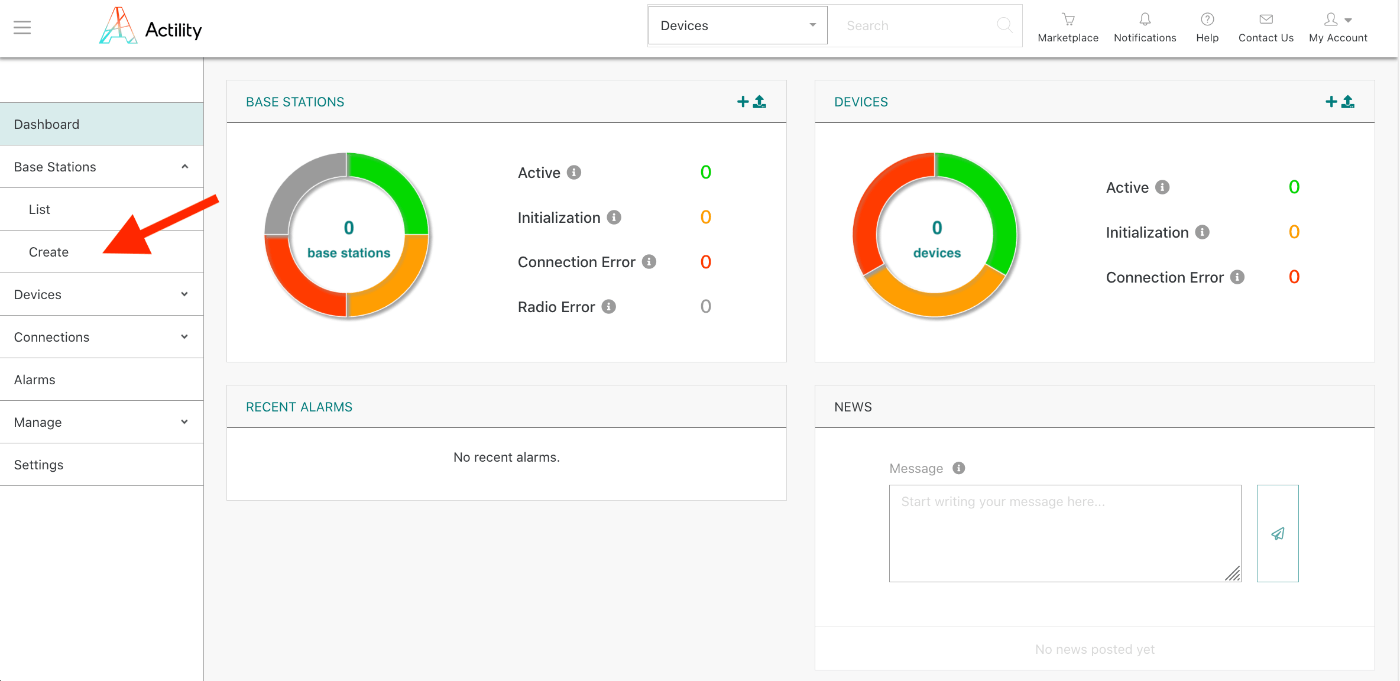 Actility
Devices
Search
Marketplace
Notifications
Help
Contact Us
My Account
Dashboard
Base Stations
List
Create
Devices
Connections
Alarms
Manage
Settings
BASE STATIONS
0
base stations
Active 0
Initialization 0
Connection Error 0
Radio Error 0
DEVICES
0
devices
Active 0
Initialization 0
Connection Error 0
RECENT ALARMS
No recent alarms.
NEWS
Message
Start writing your message here...
No news posted yet